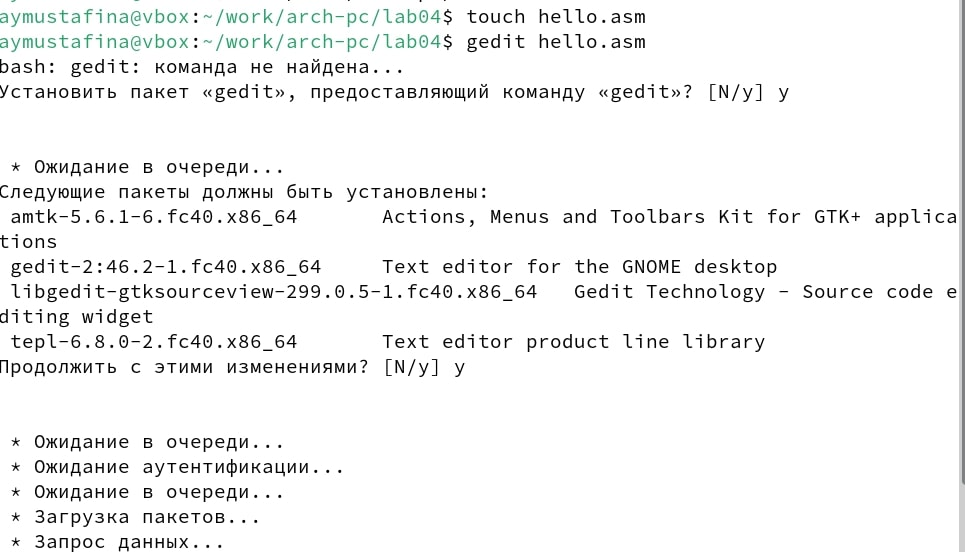 aymustafina@vbox:~/work/arch-pc/lab04$ touch hello.asm
aymustafina@vbox:~/work/arch-pc/lab04$ gedit hello.asm
bash: gedit: команда не найдена...
Установить пакет «gedit», предоставляющий команду «gedit»? [N/y] y
* Ожидание в очереди...
Следующие пакеты должны быть установлены:
amtk-5.6.1-6.fc40.x86_64 Actions, Menus and Toolbars Kit for GTK+ applica
tions
gedit-2:46.2-1.fc40.x86_64 Text editor for the GNOME desktop
libgedit-gtksourceview-299.0.5-1.fc40.x86_64 Gedit Technology - Source code e
diting widget
tepl-6.8.0-2.fc40.x86_64 Text editor product line library
Продолжить с этими изменениями? [N/y] y
* Ожидание в очереди...
* Ожидание аутентификации...
* Ожидание в очереди...
* Загрузка пакетов...
* Запрос данных...